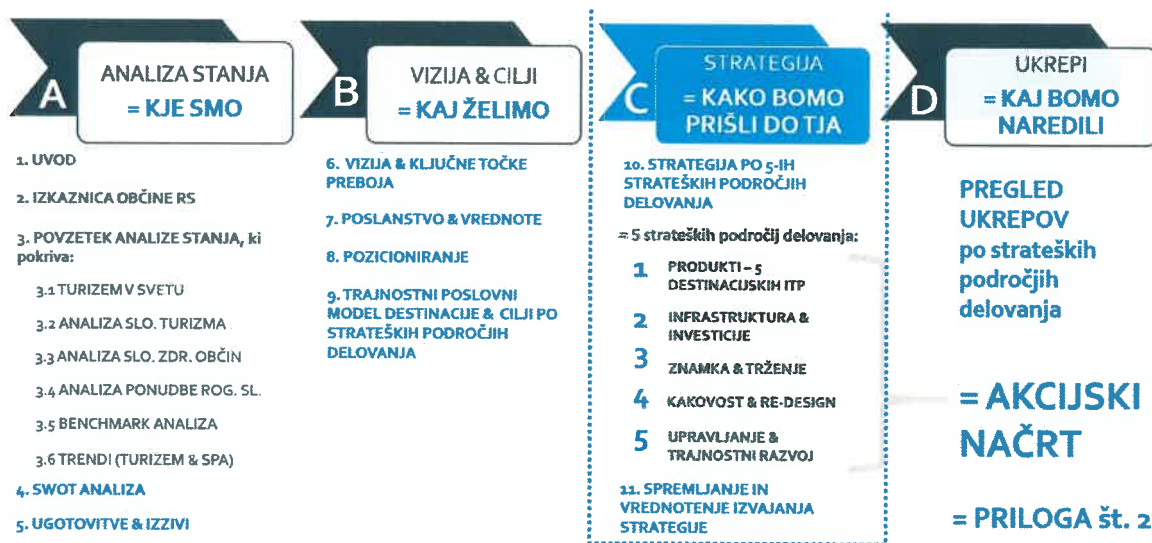 A
ANALIZA STANJA
= KJE SMO
1. UVOD
2. IZKAZNICA OBČINE RS
3. POVZETEK ANALIZE STANJA, ki
pokriva:
3.1 TURIZEM V SVETU
3.2 ANALIZA SLO. TURIZMA
3.3 ANALIZA SLO. ZDR. OBČIN
3.4 ANALIZA PONUDBE ROG. SL.
3.5 BENCHMARK ANALIZA
3.6 TRENDI (TURIZEM & SPA)
4. SWOT ANALIZA
5. UGOTOVITVE & IZZIVI
B
VIZIJA & CILJI
= KAJ ŽELIMO
6. VIZIJA & KLJUČNE TOČKE
PREBOJA
7. POSLANSTVO & VREDNOTE
8. POZICIONIRANJE
9. TRAJNOSTNI POSLOVNI
MODEL DESTINACIJE & CILJI PO
STRATEŠKIH PODROČJIH
DELOVANJA
C
STRATEGIJA
= KAKO BOMO
PRIŠLI DO TJA
10. STRATEGIJA PO 5-IH
STRATEŠKIH PODROČJIH
DELOVANJA
= 5 strateških področij delovanja:
1 PRODUKTI – 5
DESTINACIJSKIH ITP
2 INFRASTRUKTURA &
INVESTICIJE
3 ZNAMKA & TRŽENJE
4 KAKOVOST & RE-DESIGN
5 UPRAVLJANJE &
TRAJNOSTNI RAZVOJ
11. SPREMLJANJE IN
VREDNOTENJE IZVAJANJA
STRATEGIJE
D
UKREPI
= KAJ BOMO
NAREDILI
PREGLED
UKREPOV
po strateških
področjih
delovanja
= AKCIJSKI
NAČRT
= PRILOGA št. 2